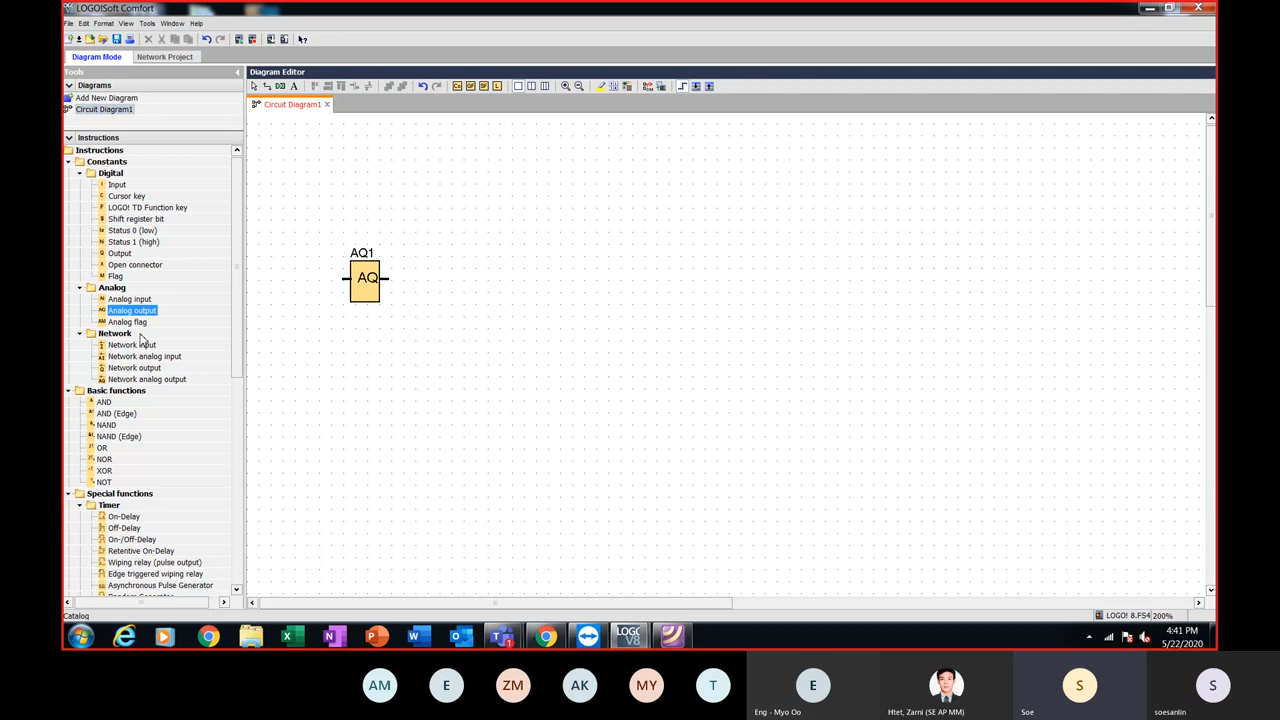 LOGO!Soft Comfort
File Edit Format View Tools Window Help
Diagram Mode Network Project
Tools
Diagram Editor
Diagrams
Add New Diagram
Circuit Diagram1
Circuit Diagram1
Instructions
Instructions
Constants
Digital
Input
Cursor key
LOGO! TD Function key
Shift register bit
Status 0 (low)
Status 1 (high)
Output
Open connector
Flag
Analog
Analog input
Analog output
Analog flag
Network
Network input
Network analog input
Network output
Network analog output
Basic functions
AND
AND (Edge)
NAND
NAND (Edge)
OR
NOR
XOR
NOT
Special functions
Timer
On-Delay
Off-Delay
On-/Off-Delay
Retentive On-Delay
Wiping relay (pulse output)
Edge triggered wiping relay
Asynchronous Pulse Generator
AQ1
AQ
Catalog
LOGO! 8.FS4 200%
4:41 PM
5/22/2020
AM E ZM AK MY T E S S
Eng - Myo Oo Htet, Zarni (SE AP MM) Soe soesanlin